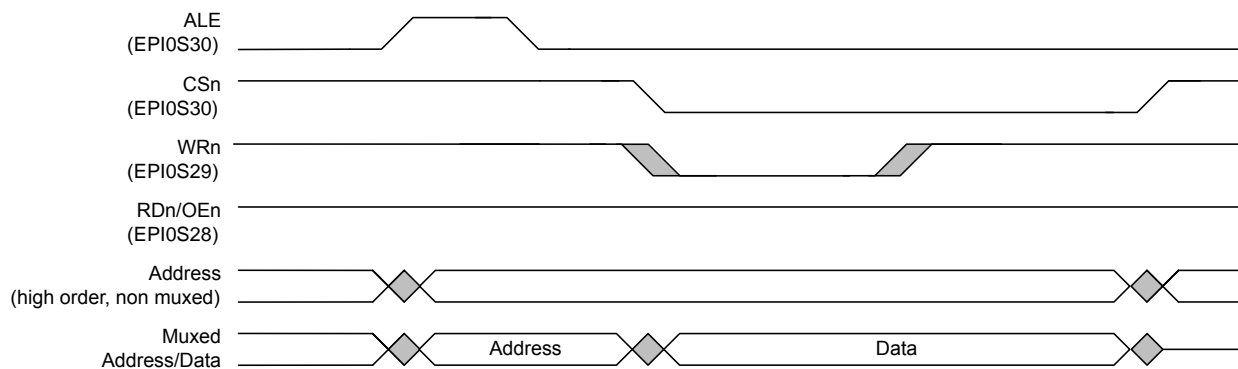 ALE
(EPI0S30)
CSn
(EPI0S30)
WRn
(EPI0S29)
RDn/OEn
(EPI0S28)
Address
(high order, non muxed)
Muxed
Address/Data
Address
Data